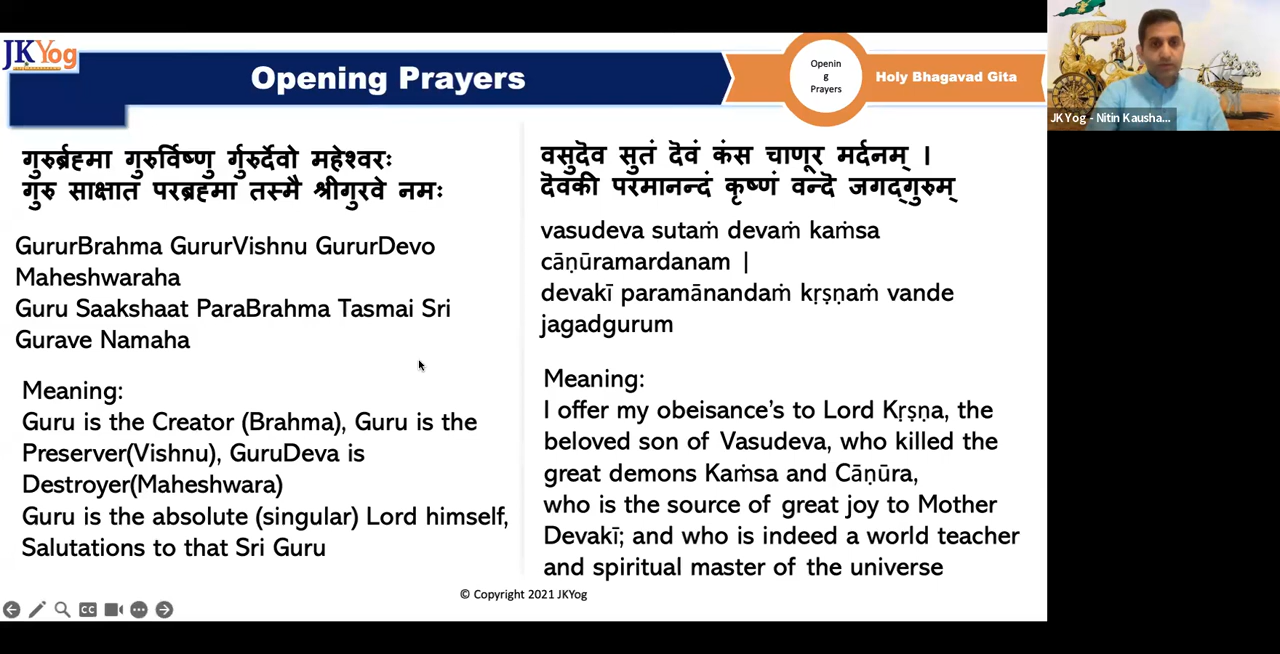 JKYog
Opening Prayers
Openin
g
Prayers
Holy Bhagavad Gita
JKYog - Nitin Kausha...
गुरुर्ब्रह्मा गुरुर्विष्णु र्गुरुर्देवो महेश्वरः
गुरु साक्षात परब्रह्मा तस्मै श्रीगुरवे नमः
GururBrahma GururVishnu GururDevo
Maheshwaraha
Guru Saakshaat ParaBrahma Tasmai Sri
Gurave Namaha
Meaning:
Guru is the Creator (Brahma), Guru is the
Preserver(Vishnu), GuruDeva is
Destroyer(Maheshwara)
Guru is the absolute (singular) Lord himself,
Salutations to that Sri Guru
वसुदॆव सुतं दॆवं कंस चाणूर मर्दनम् ।
दॆवकी परमानन्दं कृष्णं वन्दॆ जगद्गुरुम्
vasudeva sutaṁ devaṁ kaṁsa
cāṇūramardanam |
devakī paramānandaṁ kṛṣṇaṁ vande
jagadgurum
Meaning:
I offer my obeisance’s to Lord Kṛṣṇa, the
beloved son of Vasudeva, who killed the
great demons Kaṁsa and Cāṇūra,
who is the source of great joy to Mother
Devakī; and who is indeed a world teacher
and spiritual master of the universe
© Copyright 2021 JKYog
CC